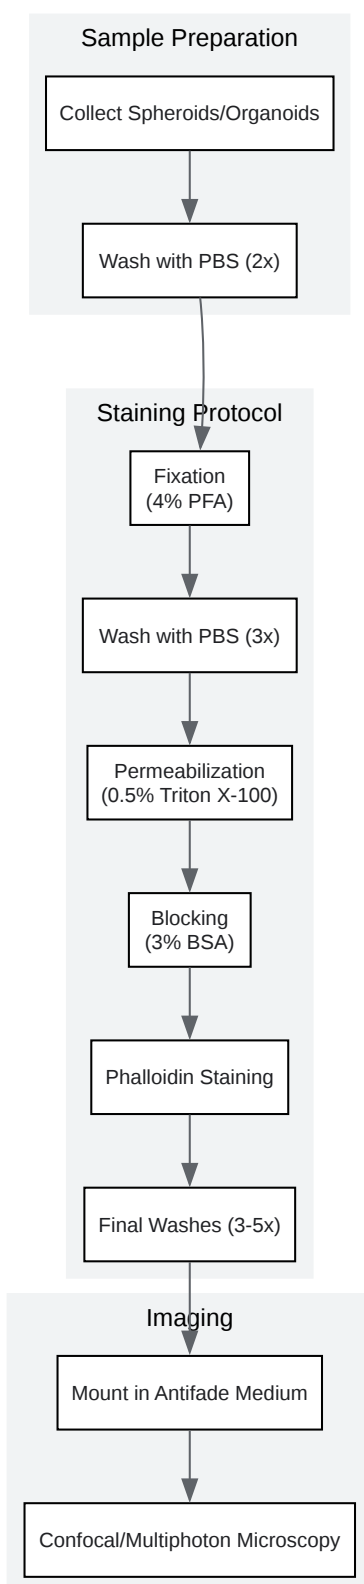 Sample Preparation
Collect Spheroids/Organoids
Wash with PBS (2x)
Staining Protocol
Fixation
(4% PFA)
Wash with PBS (3x)
Permeabilization
(0.5% Triton X-100)
Blocking
(3% BSA)
Phalloidin Staining
Final Washes (3-5x)
Imaging
Mount in Antifade Medium
Confocal/Multiphoton Microscopy